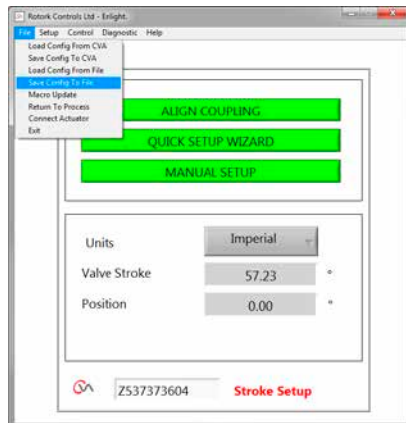 Rotork Controls Ltd - Enlight.
File Setup Control Diagnostic Help
Load Config From CVA
Save Config To CVA
Load Config From File
Save Config To File
Macro Update
Return To Process
Connect Actuator
Exit
ALIGN COUPLING
QUICK SETUP WIZARD
MANUAL SETUP
Units Imperial
Valve Stroke 57.23 °
Position 0.00 °
Z537373604 Stroke Setup